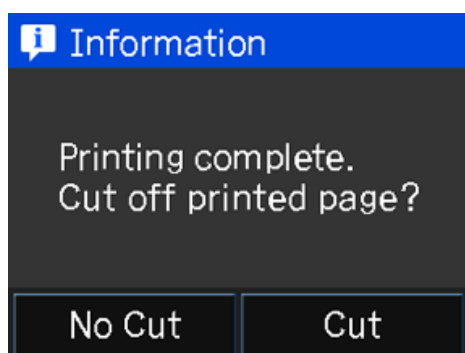 Information
Printing complete.
Cut off printed page?
No Cut
Cut